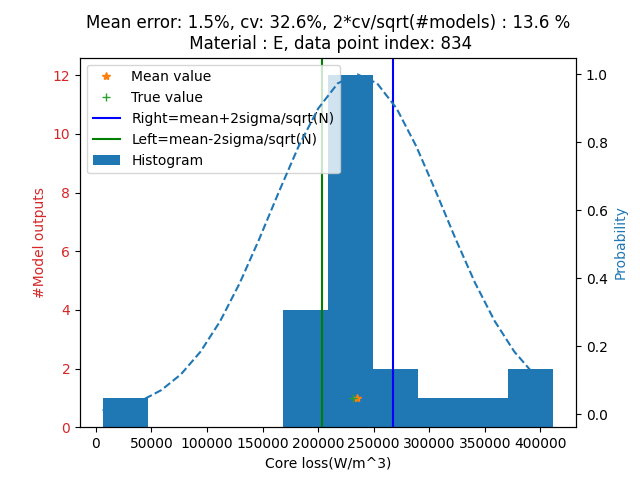 Mean error: 1.5%, cv: 32.6%, 2*cv/sqrt(#models) : 13.6 %
Material : E, data point index: 834
Mean value
True value
Right=mean+2sigma/sqrt(N)
Left=mean-2sigma/sqrt(N)
Histogram
#Model outputs
12
10
8
6
4
2
0
1.0
0.8
0.6
0.4
0.2
0.0
Probability
0 50000 100000 150000 200000 250000 300000 350000 400000
Core loss(W/m^3)